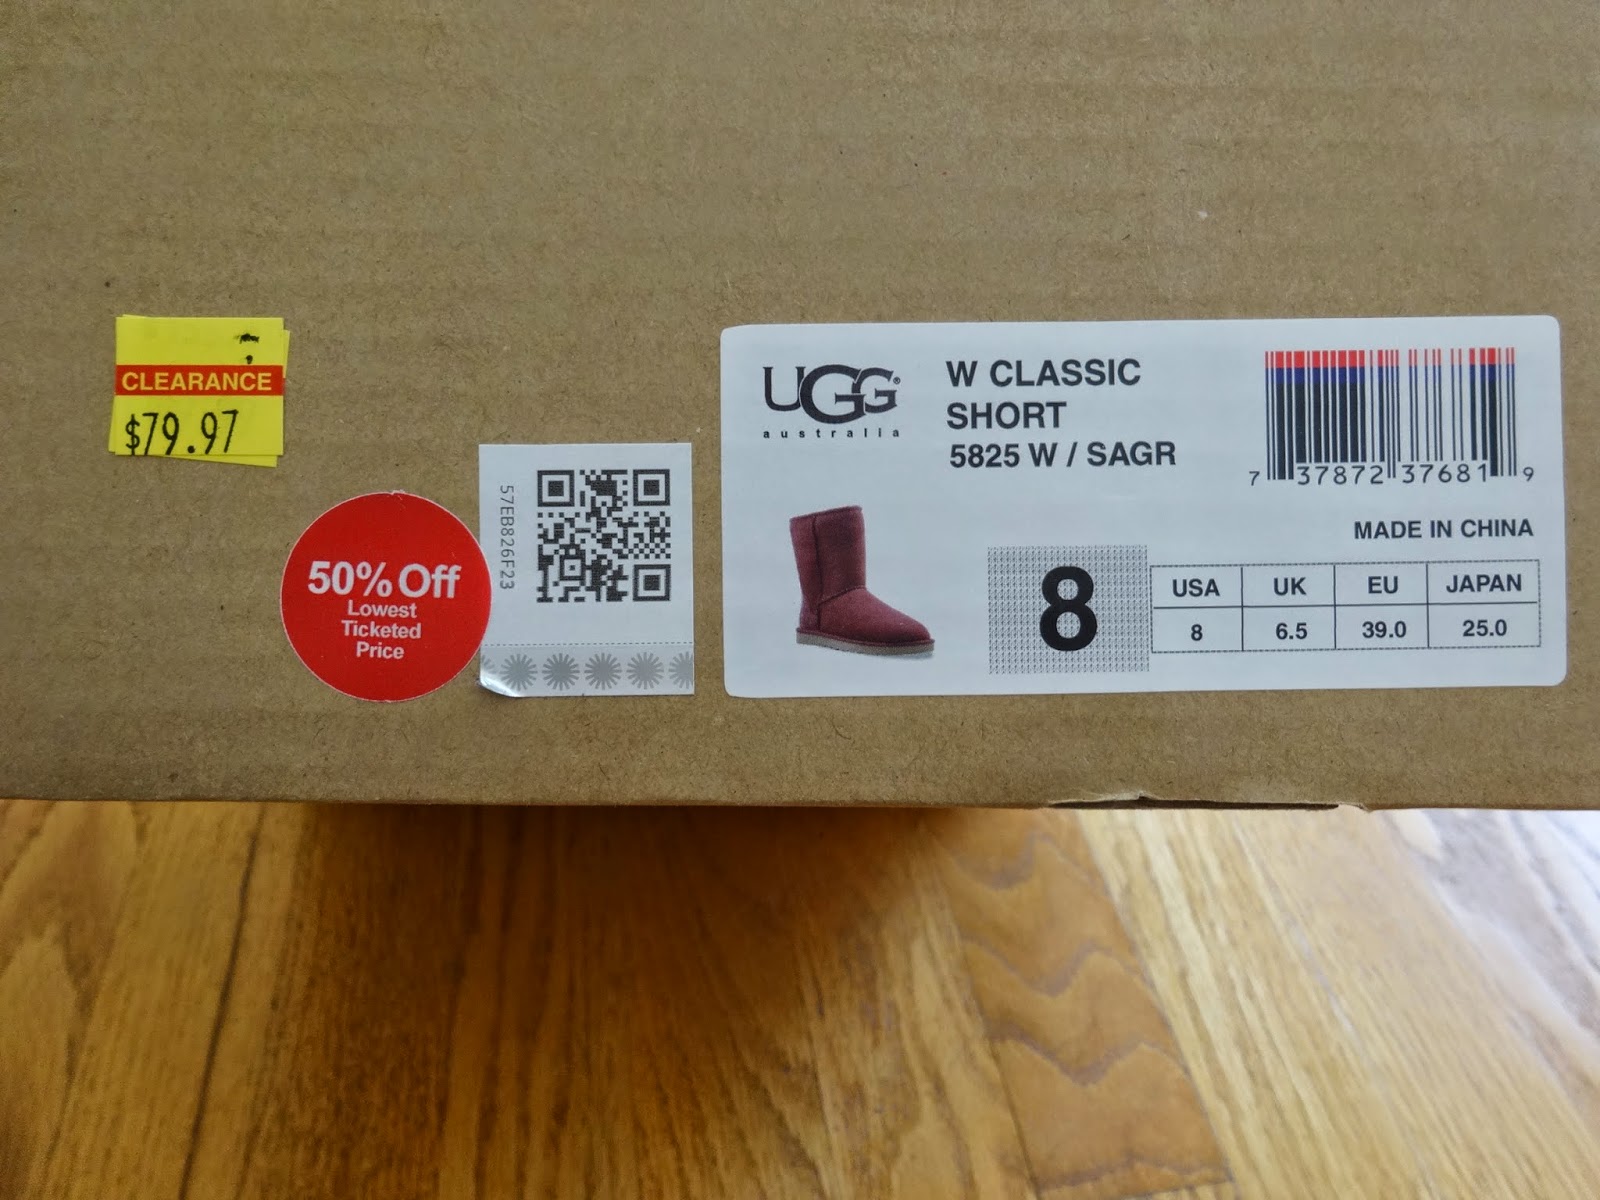 CLEARANCE
$79.97
50% Off
Lowest
Ticketed
Price
57EB826F23
UGG®
australia
W CLASSIC
SHORT
5825 W / SAGR
7 37872 37681 9
MADE IN CHINA
8
USA UK EU JAPAN
8 6.5 39.0 25.0